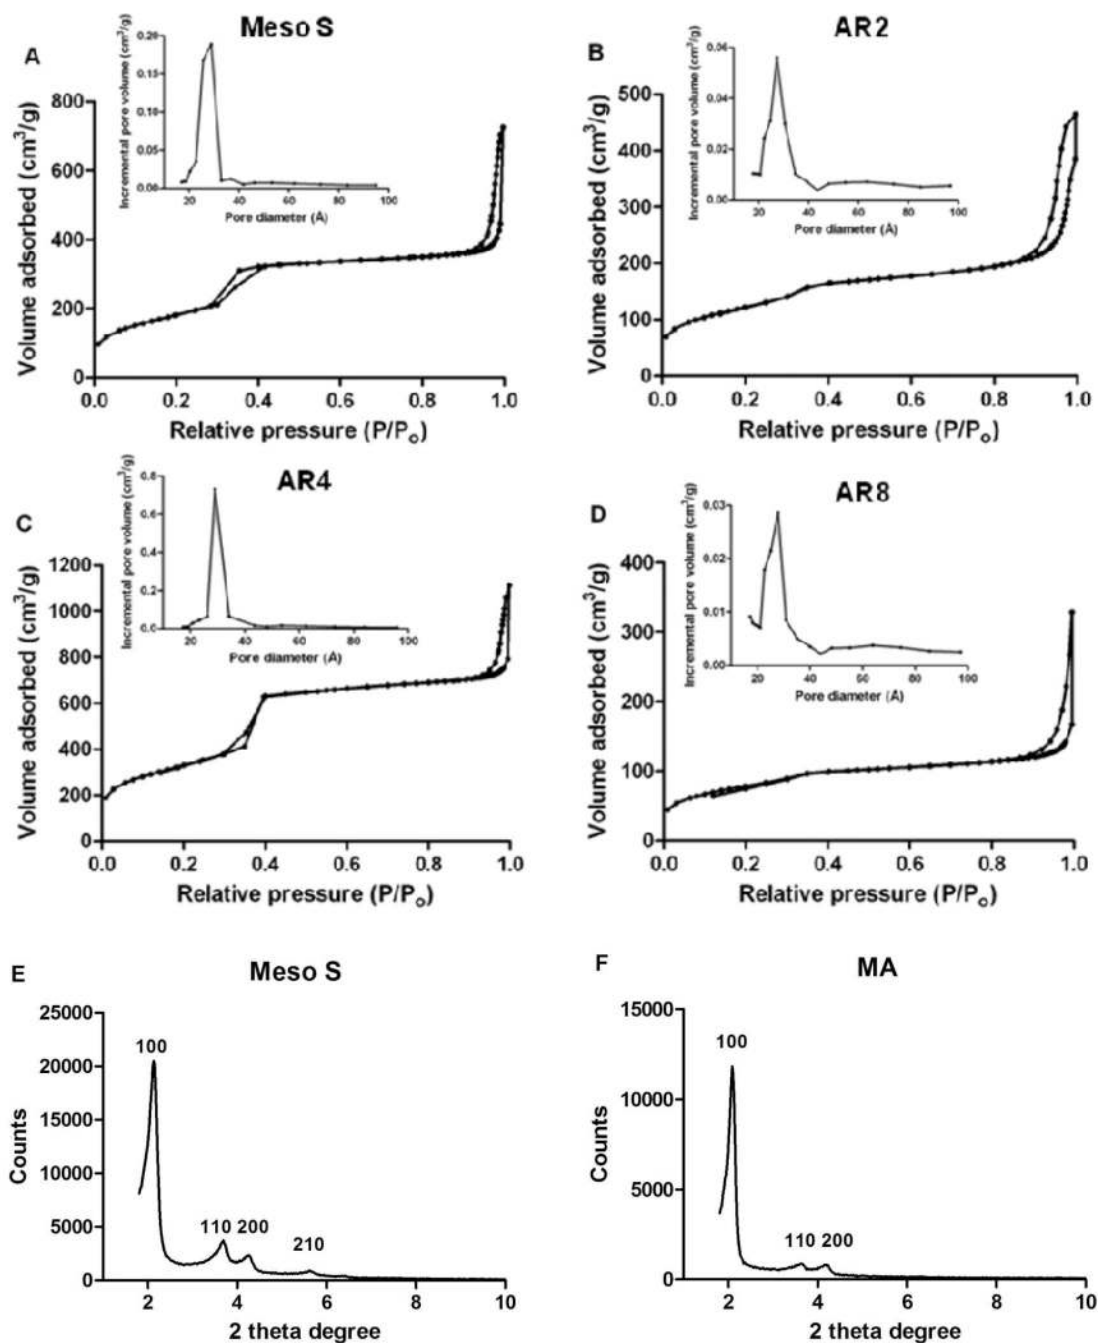 A
Meso S
Incremental pore volume (cm³/g)
0.20
0.15
0.10
0.05
0.00
20 40 60 80 100
Pore diameter (Å)
Volume adsorbed (cm³/g)
800
600
400
200
0
0.0 0.2 0.4 0.6 0.8 1.0
Relative pressure (P/Pₒ)
B
AR2
Incremental pore volume (cm³/g)
0.06
0.04
0.02
0.00
20 40 60 80 100
Pore diameter (Å)
Volume adsorbed (cm³/g)
500
400
300
200
100
0
0.0 0.2 0.4 0.6 0.8 1.0
Relative pressure (P/Pₒ)
C
AR4
Incremental pore volume (cm³/g)
0.8
0.6
0.4
0.2
0.0
20 40 60 80 100
Pore diameter (Å)
Volume adsorbed (cm³/g)
1200
1000
800
600
400
200
0
0.0 0.2 0.4 0.6 0.8 1.0
Relative pressure (P/Pₒ)
D
AR8
Incremental pore volume (cm³/g)
0.03
0.02
0.01
0.00
20 40 60 80 100
Pore diameter (Å)
Volume adsorbed (cm³/g)
400
300
200
100
0
0.0 0.2 0.4 0.6 0.8 1.0
Relative pressure (P/Pₒ)
E
Meso S
Counts
25000
20000
15000
10000
5000
0
100
110 200
210
2 4 6 8 10
2 theta degree
F
MA
Counts
15000
10000
5000
0
100
110 200
2 4 6 8 10
2 theta degree